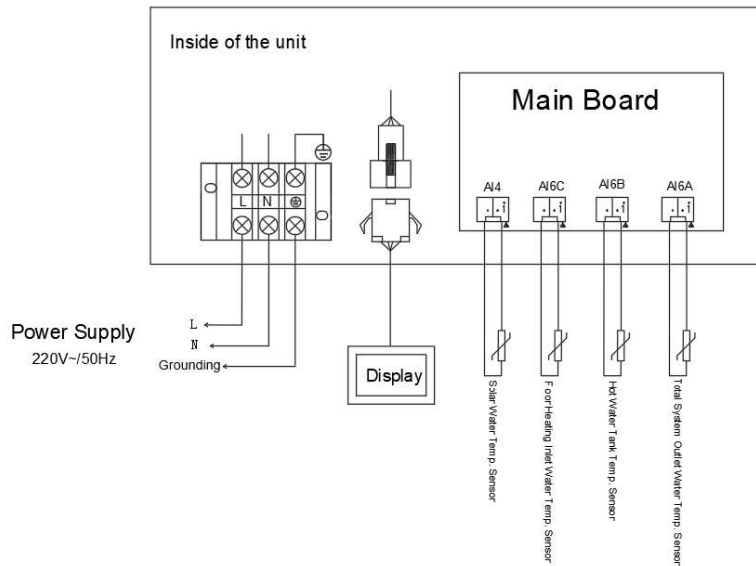 Inside of the unit
Main Board
AI4
AI6C
AI6B
AI6A
L
N
L
N
Grounding
Power Supply
220V~/50Hz
Display
Solar Water Temp. Sensor
Foor Heating Inlet Water Temp. Sensor
Hot Water Tank Temp. Sensor
Total System Outlet Water Temp. Sensor